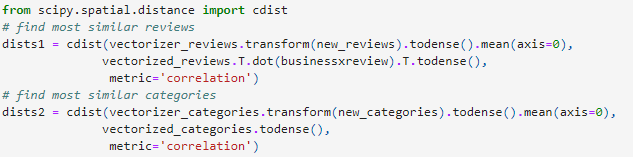 from scipy.spatial.distance import cdist
# find most similar reviews
dists1 = cdist(vectorizer_reviews.transform(new_reviews).todense().mean(axis=0),
vectorized_reviews.T.dot(businessxreview).T.todense(),
metric='correlation')
# find most similar categories
dists2 = cdist(vectorizer_categories.transform(new_categories).todense().mean(axis=0),
vectorized_categories.todense(),
metric='correlation')